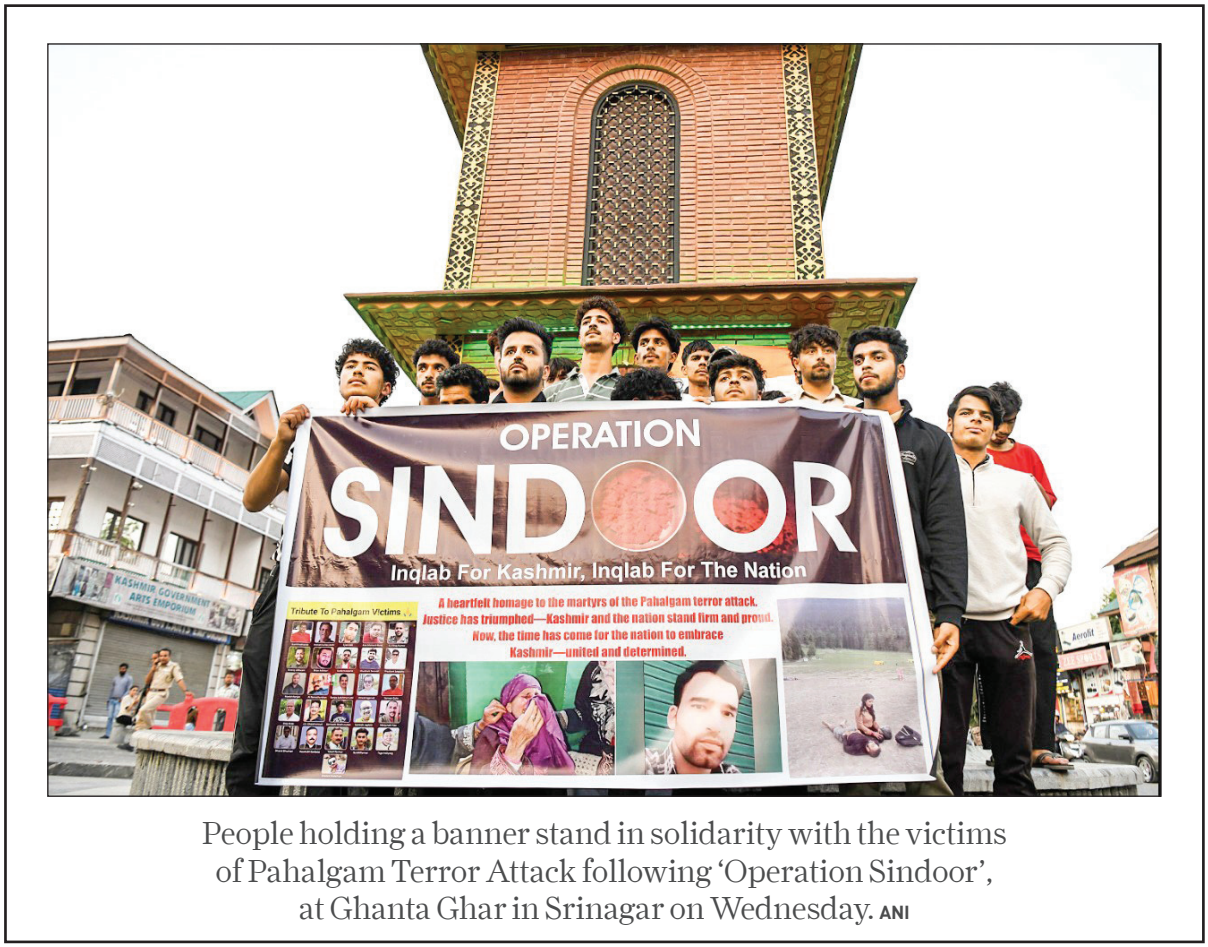 OPERATION
SINDOOR
Inqlab For Kashmir, Inqlab For The Nation
Tribute To Pahalgam Victims
A heartfelt homage to the martyrs of the Pahalgam terror attack,
Justice has triumphed—Kashmir and the nation stand firm and proud,
Now, the time has come for the nation to embrace
Kashmir—united and determined.
KASHMIR GOVERNMENT
ARTS EMPORIUM
Aerofit
People holding a banner stand in solidarity with the victims
of Pahalgam Terror Attack following ‘Operation Sindoor’,
at Ghanta Ghar in Srinagar on Wednesday. ANI